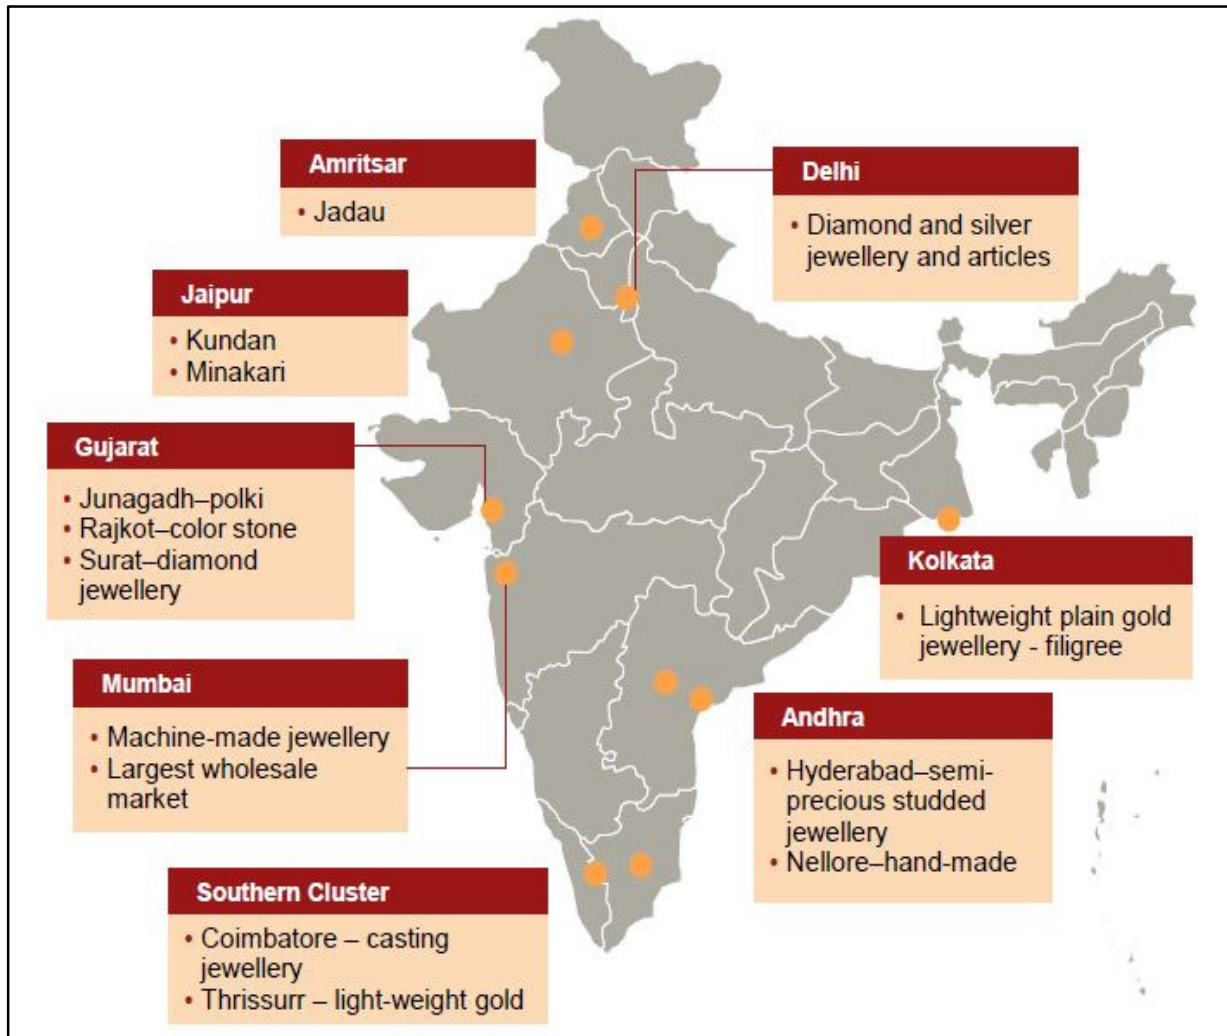 Amritsar
• Jadau
Delhi
• Diamond and silver
jewellery and articles
Jaipur
• Kundan
• Minakari
Gujarat
• Junagadh–polki
• Rajkot–color stone
• Surat–diamond
jewellery
Kolkata
• Lightweight plain gold
jewellery - filigree
Mumbai
• Machine-made jewellery
• Largest wholesale
market
Andhra
• Hyderabad–semi-
precious studded
jewellery
• Nellore–hand-made
Southern Cluster
• Coimbatore – casting
jewellery
• Thrissurr – light-weight gold